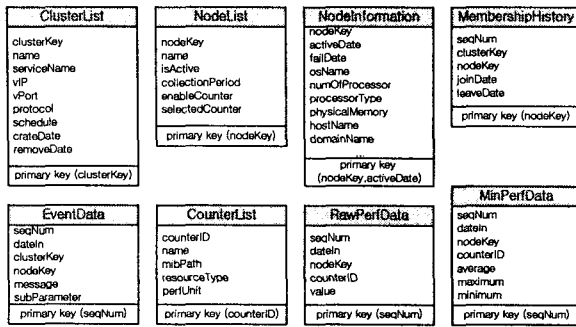 ClusterList
clusterKey
name
serviceName
vIP
vPort
protocol
schedule
crateDate
removeDate
primary key (clusterKey)
NodeList
nodeKey
name
isActive
collectionPeriod
enableCounter
selectedCounter
primary key (nodeKey)
NodeInformation
nodeKey
activeDate
failDate
osName
numOfProcessor
processorType
physicalMemory
hostName
domainName
primary key
(nodeKey,activeDate)
MembershipHistory
seqNum
clusterKey
nodeKey
joinDate
leaveDate
primary key (nodeKey)
EventData
seqNum
dateIn
clusterKey
nodeKey
message
subParameter
primary key (seqNum)
CounterList
counterID
name
mibPath
resourceType
perfUnit
primary key (counterID)
RawPerfData
seqNum
dateIn
nodeKey
counterID
value
primary key (seqNum)
MinPerfData
seqNum
dateIn
nodeKey
counterID
average
maximum
minimum
primary key (seqNum)